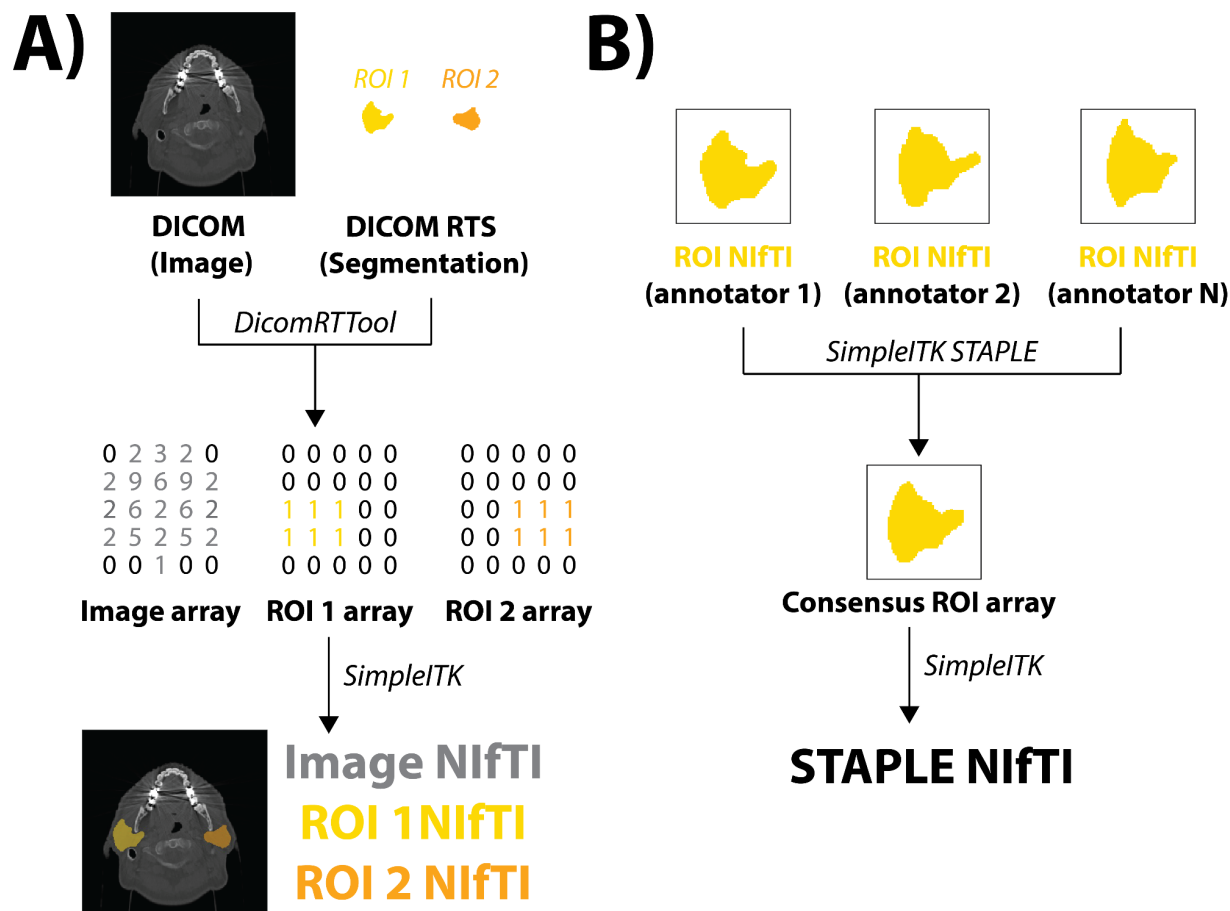 A)
ROI 1 ROI 2
DICOM
(Image)
DICOM RTS
(Segmentation)
DicomRTTool
0 2 3 2 0
2 9 6 9 2
2 6 2 6 2
2 5 2 5 2
0 0 1 0 0
Image array
0 0 0 0 0
0 0 0 0 0
1 1 1 0 0
1 1 1 0 0
0 0 0 0 0
ROI 1 array
0 0 0 0 0
0 0 0 0 0
0 0 1 1 1
0 0 1 1 1
0 0 0 0 0
ROI 2 array
SimpleITK
Image NIfTI
ROI 1NIfTI
ROI 2 NIfTI
B)
ROI NIfTI
(annotator 1)
ROI NIfTI
(annotator 2)
ROI NIfTI
(annotator N)
SimpleITK STAPLE
Consensus ROI array
SimpleITK
STAPLE NIfTI